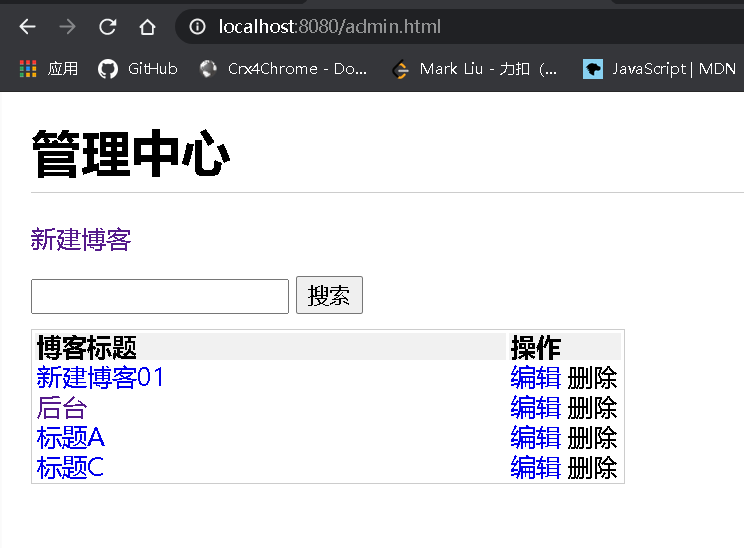 localhost:8080/admin.html
应用 GitHub Crx4Chrome - Do... Mark Liu - 力扣（... JavaScript | MDN
管理中心
新建博客
搜索
博客标题 操作
新建博客01 编辑 删除
后台 编辑 删除
标题A 编辑 删除
标题C 编辑 删除